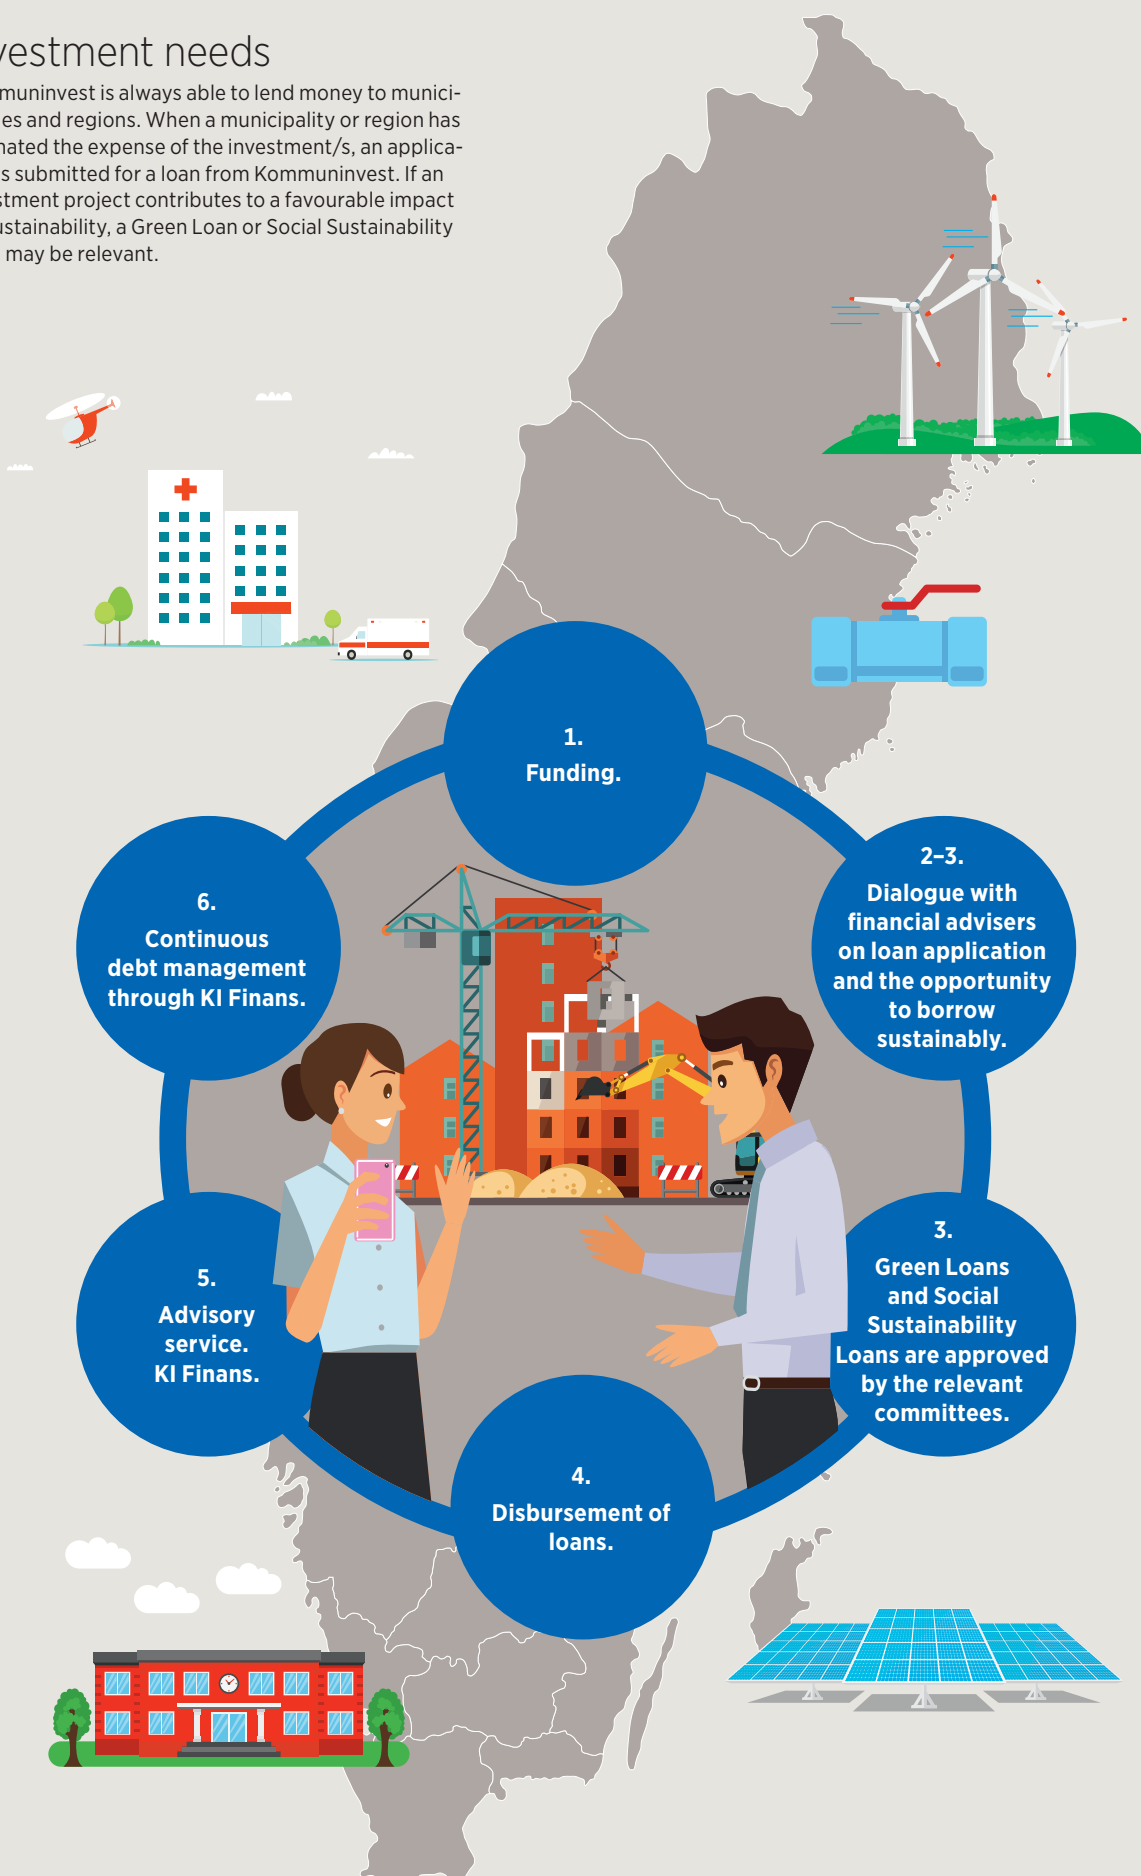 vestment needs
muninvest is always able to lend money to munici-
es and regions. When a municipality or region has
nated the expense of the investment/s, an applica-
s submitted for a loan from Kommuninvest. If an
stment project contributes to a favourable impact
ustainability, a Green Loan or Social Sustainability
may be relevant.
1.
Funding.
2–3.
Dialogue with
financial advisers
on loan application
and the opportunity
to borrow
sustainably.
6.
Continuous
debt management
through KI Finans.
3.
Green Loans
and Social
Sustainability
Loans are approved
by the relevant
committees.
5.
Advisory
service.
KI Finans.
4.
Disbursement of
loans.